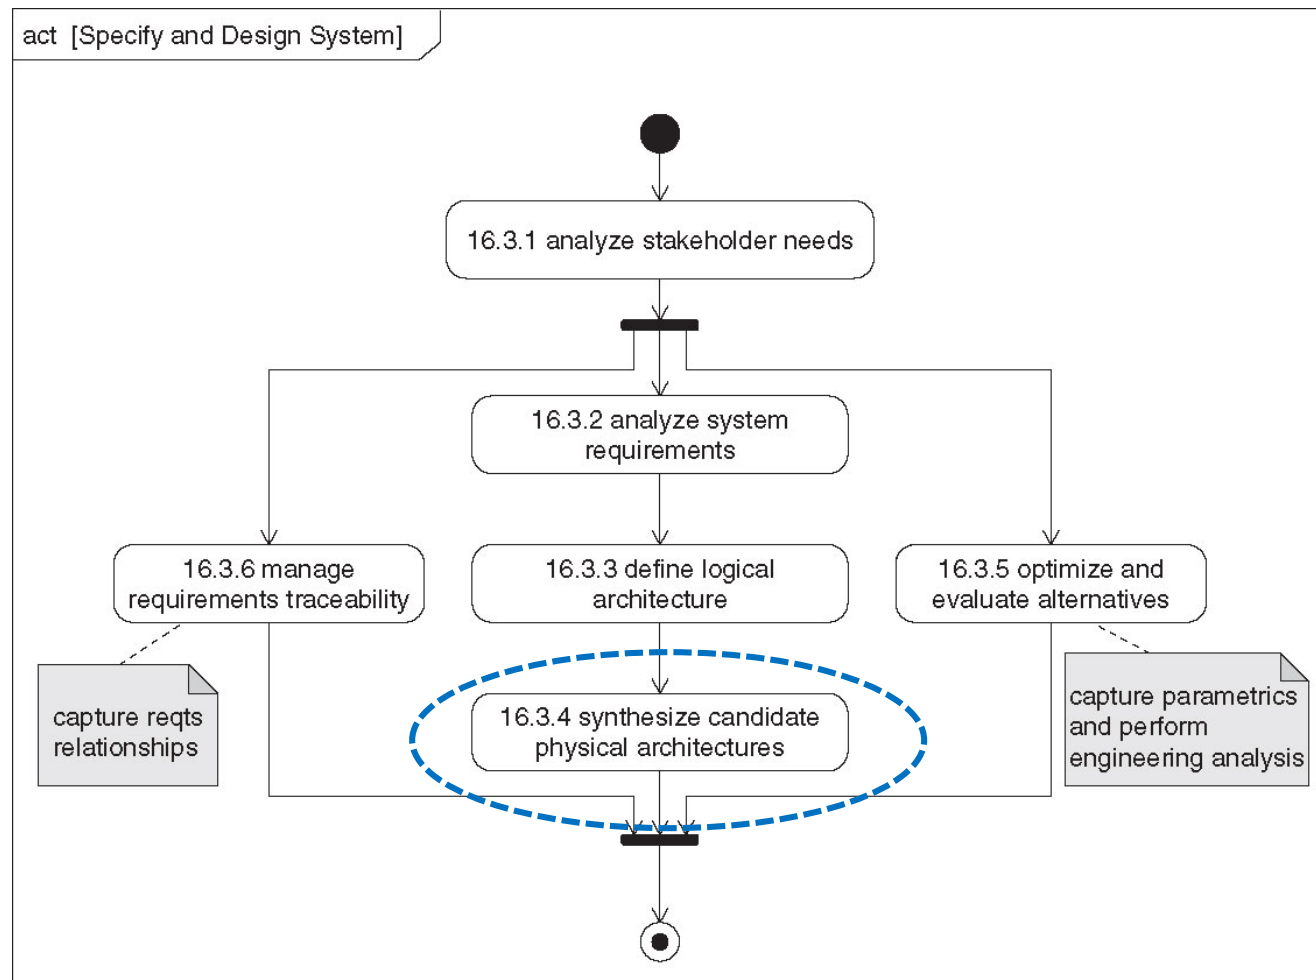 act [Specify and Design System]
16.3.1 analyze stakeholder needs
16.3.2 analyze system
requirements
16.3.6 manage
requirements traceability
16.3.3 define logical
architecture
16.3.5 optimize and
evaluate alternatives
capture reqts
relationships
16.3.4 synthesize candidate
physical architectures
capture parametrics
and perform
engineering analysis